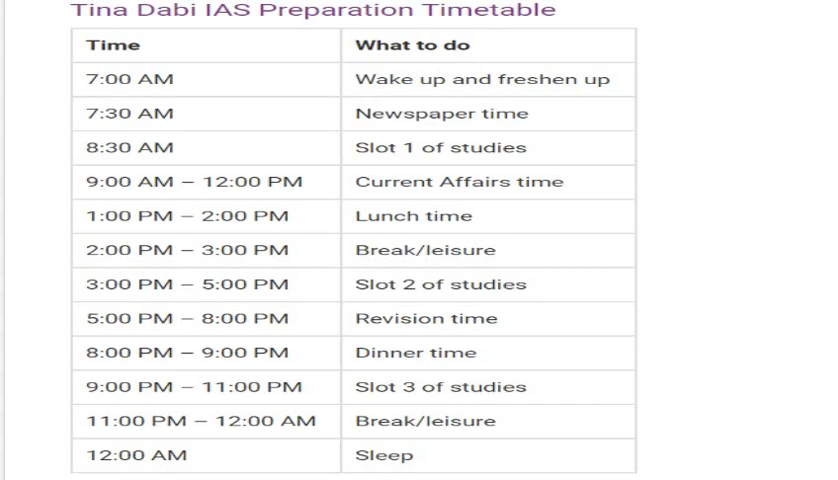 Tina Dabi IAS Preparation Timetable
Time What to do
7:00 AM Wake up and freshen up
7:30 AM Newspaper time
8:30 AM Slot 1 of studies
9:00 AM – 12:00 PM Current Affairs time
1:00 PM – 2:00 PM Lunch time
2:00 PM – 3:00 PM Break/leisure
3:00 PM – 5:00 PM Slot 2 of studies
5:00 PM – 8:00 PM Revision time
8:00 PM – 9:00 PM Dinner time
9:00 PM – 11:00 PM Slot 3 of studies
11:00 PM – 12:00 AM Break/leisure
12:00 AM Sleep